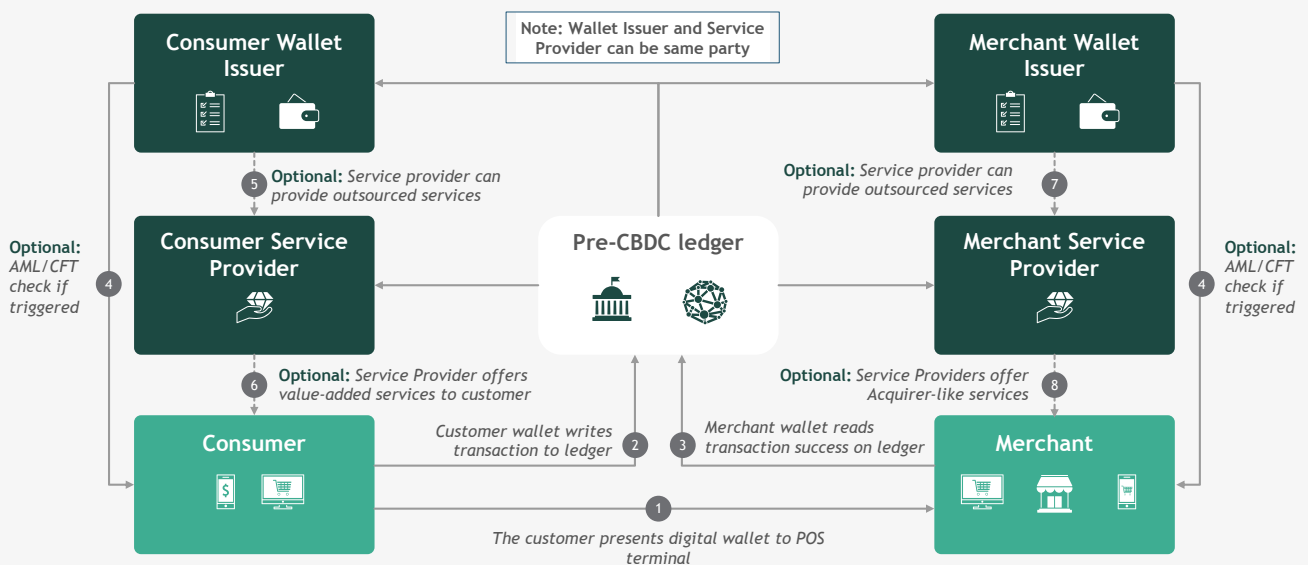 Consumer Wallet
Issuer
Note: Wallet Issuer and Service
Provider can be same party
Merchant Wallet
Issuer
5
Optional: Service provider can
provide outsourced services
Optional: Service provider can
provide outsourced services
7
Optional:
AML/CFT
check if
triggered
4
Consumer Service
Provider
Pre-CBDC ledger
Merchant Service
Provider
4
Optional:
AML/CFT
check if
triggered
6
Optional: Service Provider offers
value-added services to customer
Optional: Service Providers offer
Acquirer-like services
8
Consumer
$
Customer wallet writes
transaction to ledger
2
3
Merchant wallet reads
transaction success on ledger
Merchant
1
The customer presents digital wallet to POS
terminal